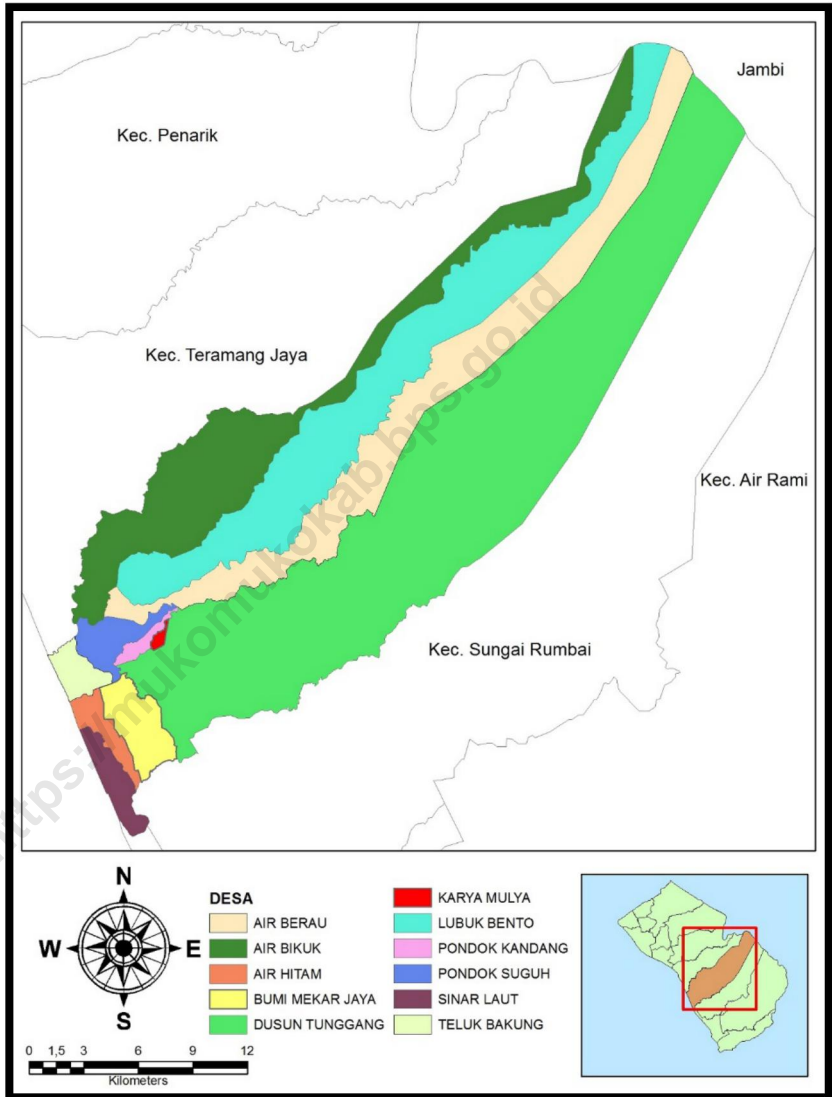 Jambi
Kec. Penarik
Kec. Teramang Jaya
Kec. Air Rami
Kec. Sungai Rumbai
https://mukomukokab.bps.go.id
N
W E
S
0 1,5 3 6 9 12
Kilometers
DESA
AIR BERAU
AIR BIKUK
AIR HITAM
BUMI MEKAR JAYA
DUSUN TUNGGANG
KARYA MULYA
LUBUK BENTO
PONDOK KANDANG
PONDOK SUGUH
SINAR LAUT
TELUK BAKUNG